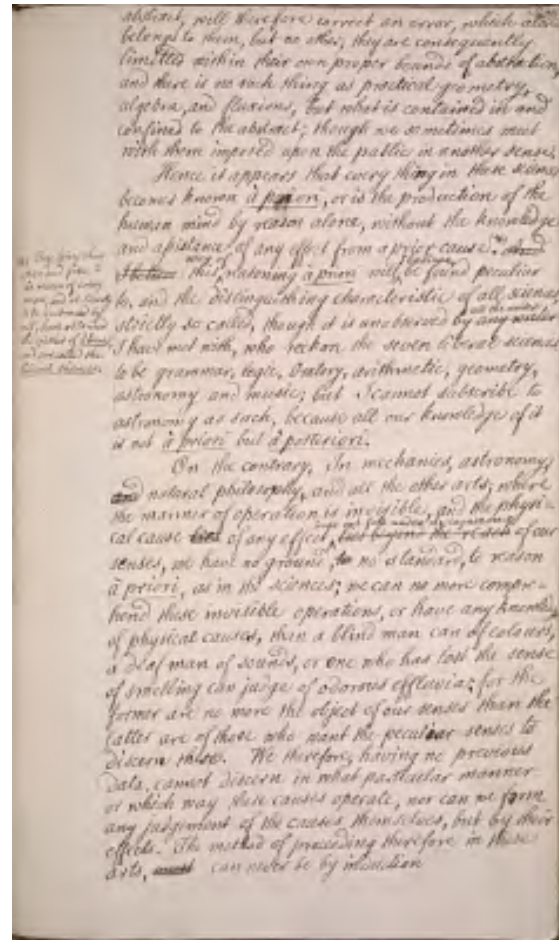 abstract, will therefore correct an error, which alone
belongs to them, but no other; they are consequently
limitted within their own proper bounds of abstraction,
and there is no such thing as practical geometry,
algebra, and fluxions, but what is contained in and
confined to the abstract; though we sometimes meet
with them imposed upon the public in another sense.
Hence it appears that every thing in these sciences
becomes known à priori, or is the production of the
human mind by reason alone, without the knowledge
and assistance of any effect from a prior cause.
way of
this reasoning a priori will be found peculiar
to, and the distinguishing characteristic of all sciences
strictly so called, though it is unobserved by any writer
I have met with, who reckon the seven liberal sciences
to be grammar, logic, Oratory, arithmetic, geometry,
astronomy and music; but I cannot subscribe to
astronomy as such, because all our knowledge of it
is not à priori but à posteriori.
On the contrary, In mechanics, astronomy,
and natural philosophy, and all the other arts; where
the manner of operation is invisible, and the physi-
cal cause of any effect, but beyond the reach of our
senses, we have no ground, no standard, to reason
à priori, as in the sciences; we can no more compre-
hend these invisible operations, or have any knowledge
of physical causes, than a blind man can of colours,
a deaf man of sounds, or one who has lost the sense
of smelling can judge of odorous effluvia; for the
former are no more the object of our senses than the
latter are of those who want the peculiar senses to
discern these. We therefore, having no previous
data, cannot discern in what particular manner
or which way these causes operate, nor can we form
any judgement of the causes themselves, but by their
effects. The method of proceeding therefore in these
arts, can never be by intuition